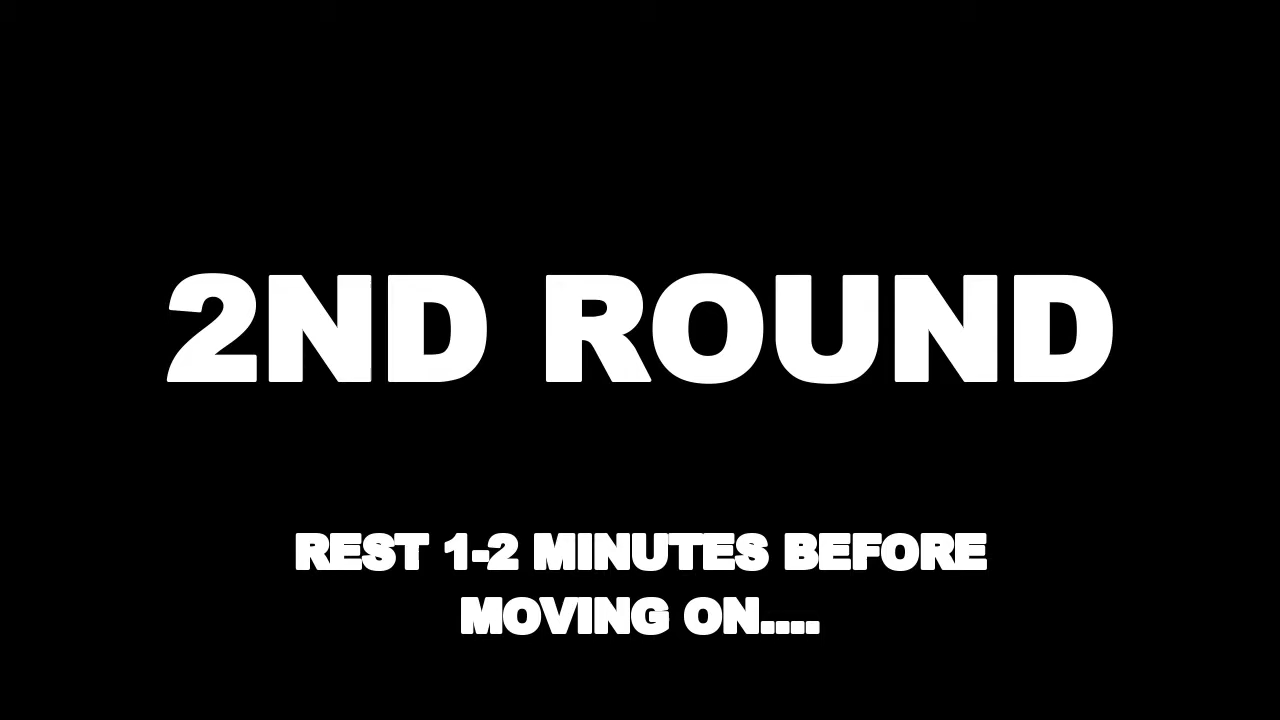 2ND ROUND
REST 1-2 MINUTES BEFORE
MOVING ON....